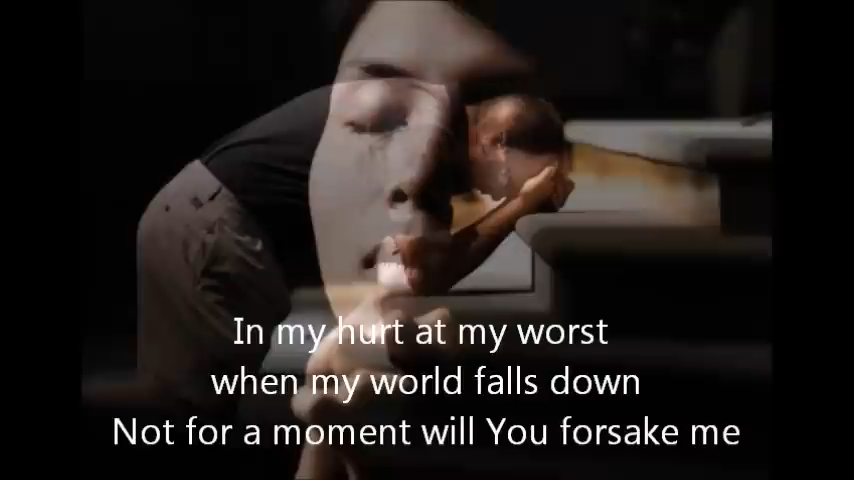 In my hurt at my worst
when my world falls down
Not for a moment will You forsake me